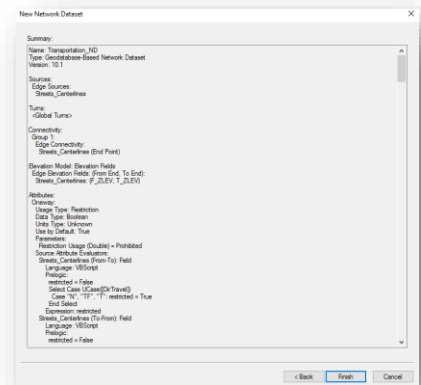 New Network Dataset
Summary:
Name: Transportation_ND
Type: Geodatabase-Based Network Dataset
Version: 10.1
Sources:
Edge Sources:
Streets_Centerlines
Turns:
<Global Turns>
Connectivity:
Group 1:
Edge Connectivity:
Streets_Centerlines (End Point)
Elevation Model: Elevation Fields
Edge Elevation Fields: (From End, To End):
Streets_Centerlines: (F_ZLEV, T_ZLEV)
Attributes:
Oneway:
Usage Type: Restriction
Data Type: Boolean
Units Type: Unknown
Use by Default: True
Parameters:
Restriction Usage (Double) = Prohibited
Source Attribute Evaluators:
Streets_Centerlines (From-To): Field
Language: VBScript
Prelogic:
restricted = False
Select Case UCase([DirTravel])
Case "N", "TF", "T": restricted = True
End Select
Expression: restricted
Streets_Centerlines (To-From): Field
Language: VBScript
Prelogic:
restricted = False
< Back Finish Cancel